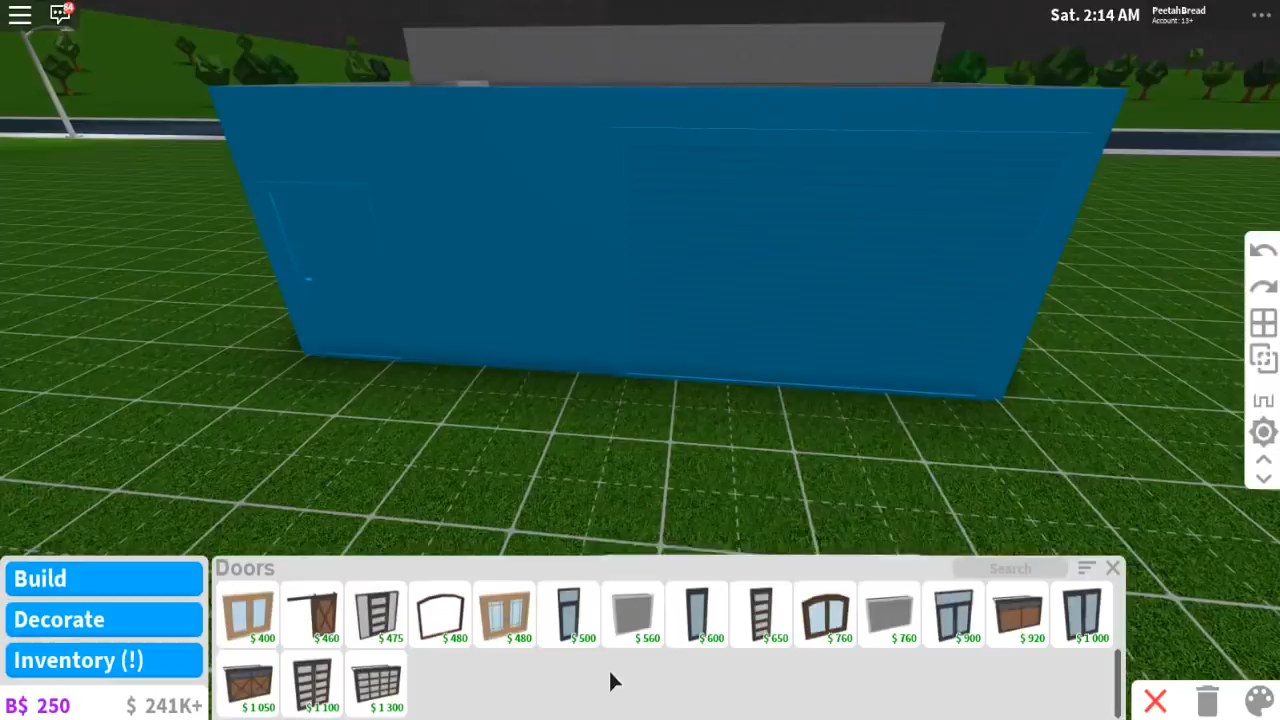 84
Sat. 2:14 AM
PeetahBread
Account: 13+
Doors
Search
$ 400
$ 460
$ 475
$ 480
$ 480
$ 500
$ 560
$ 600
$ 650
$ 760
$ 760
$ 900
$ 920
$ 1 000
$ 1 050
$ 1 100
$ 1 300
Build
Decorate
Inventory (!)
B$ 250
$ 241K+